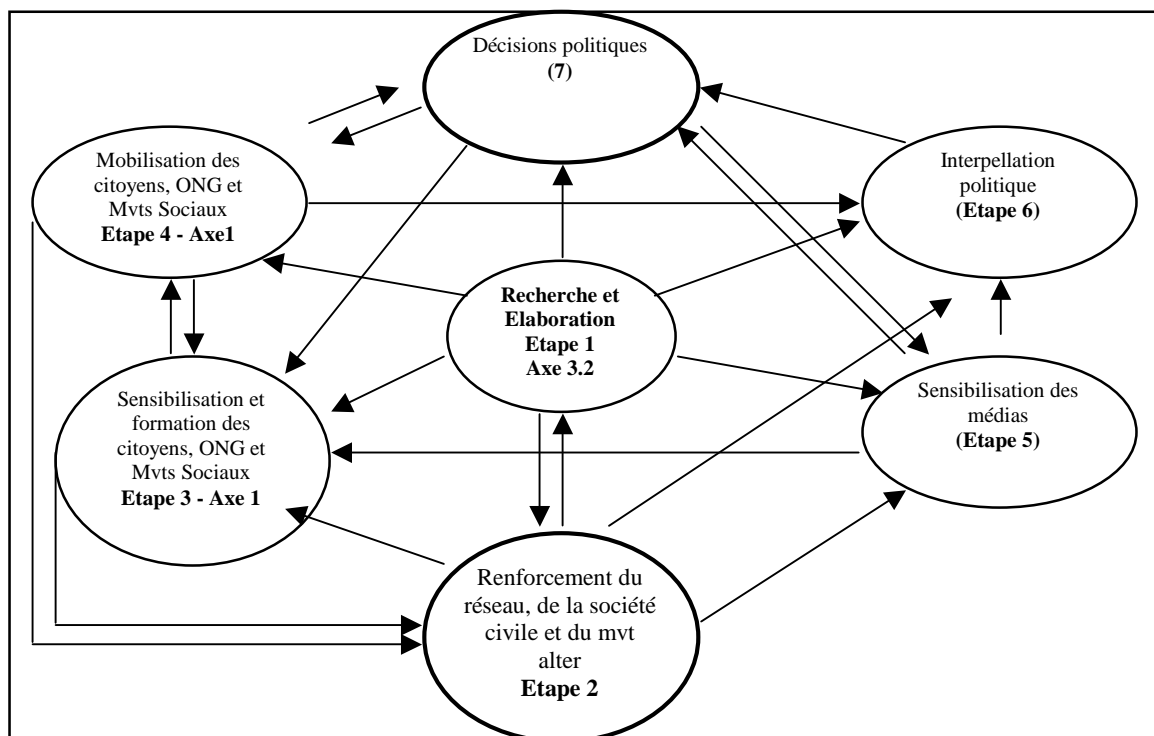 Décisions politiques
(7)
Mobilisation des
citoyens, ONG et
Mvts Sociaux
Etape 4 - Axe1
Interpellation
politique
(Etape 6)
Recherche et
Elaboration
Etape 1
Axe 3.2
Sensibilisation et
formation des
citoyens, ONG et
Mvts Sociaux
Etape 3 - Axe 1
Sensibilisation des
médias
(Etape 5)
Renforcement du
réseau, de la société
civile et du mvt
alter
Etape 2